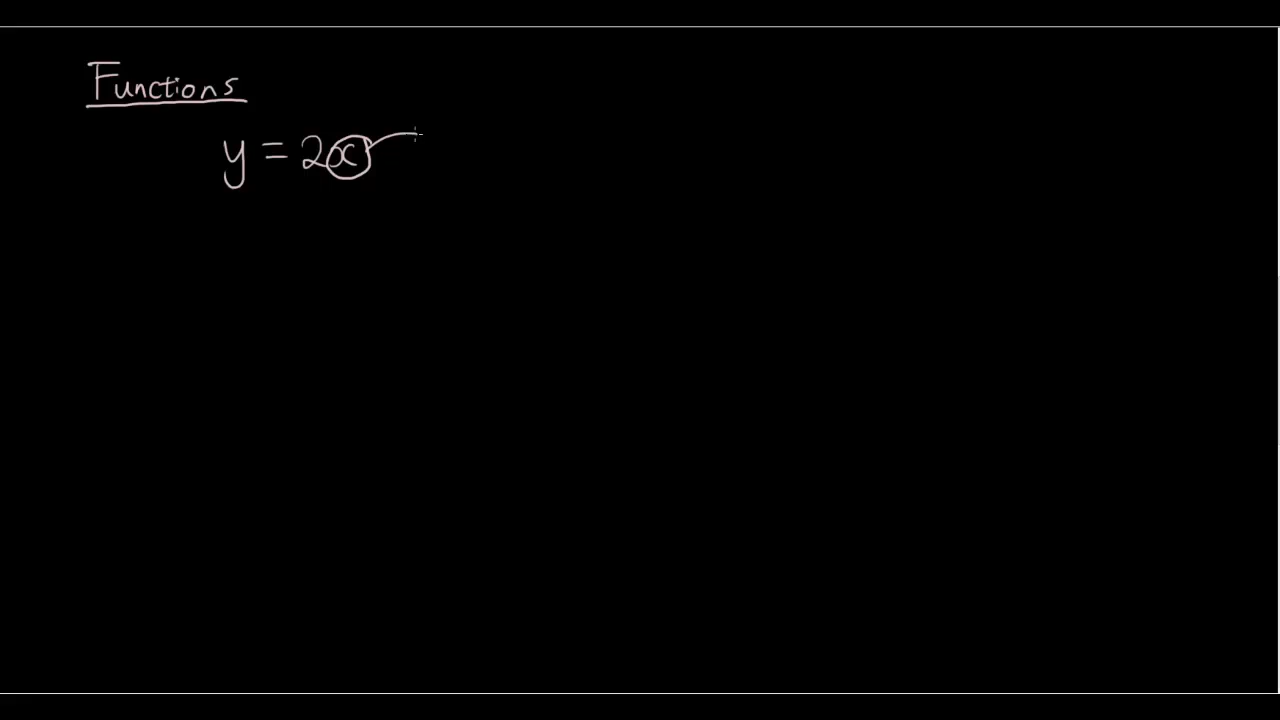 Functions
y = 2x